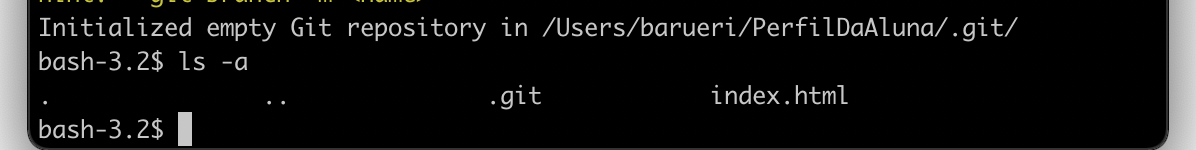 Initialized empty Git repository in /Users/barueri/PerfilDaAluna/.git/
bash-3.2$ ls -a
. .. .git index.html
bash-3.2$